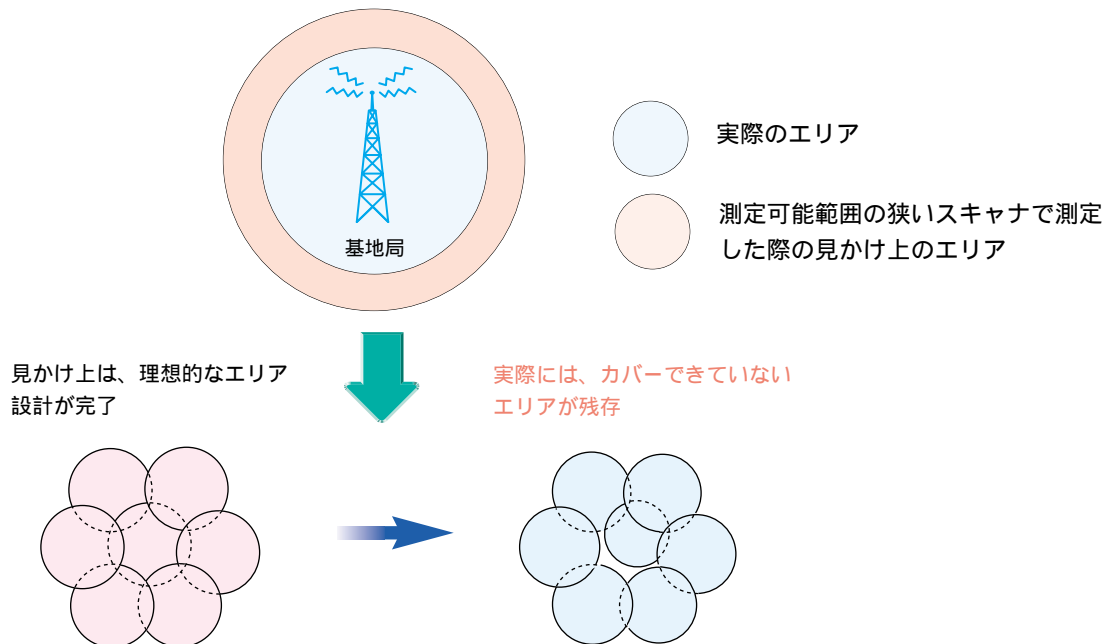 基地局
実際のエリア
測定可能範囲の狭いスキャナで測定
した際の見かけ上のエリア
見かけ上は、理想的なエリア
設計が完了
実際には、カバーできていない
エリアが残存